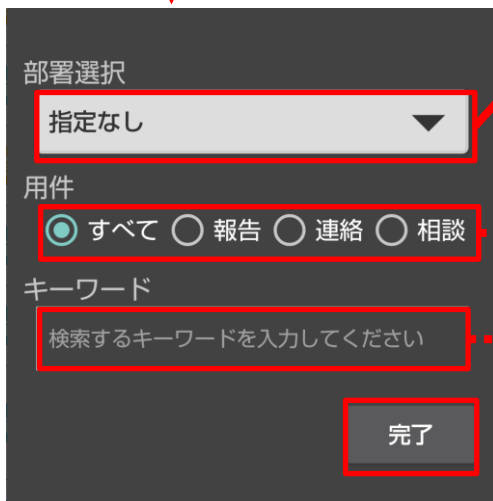 部署選択
指定なし
用件
すべて 報告 連絡 相談
キーワード
検索するキーワードを入力してください
完了